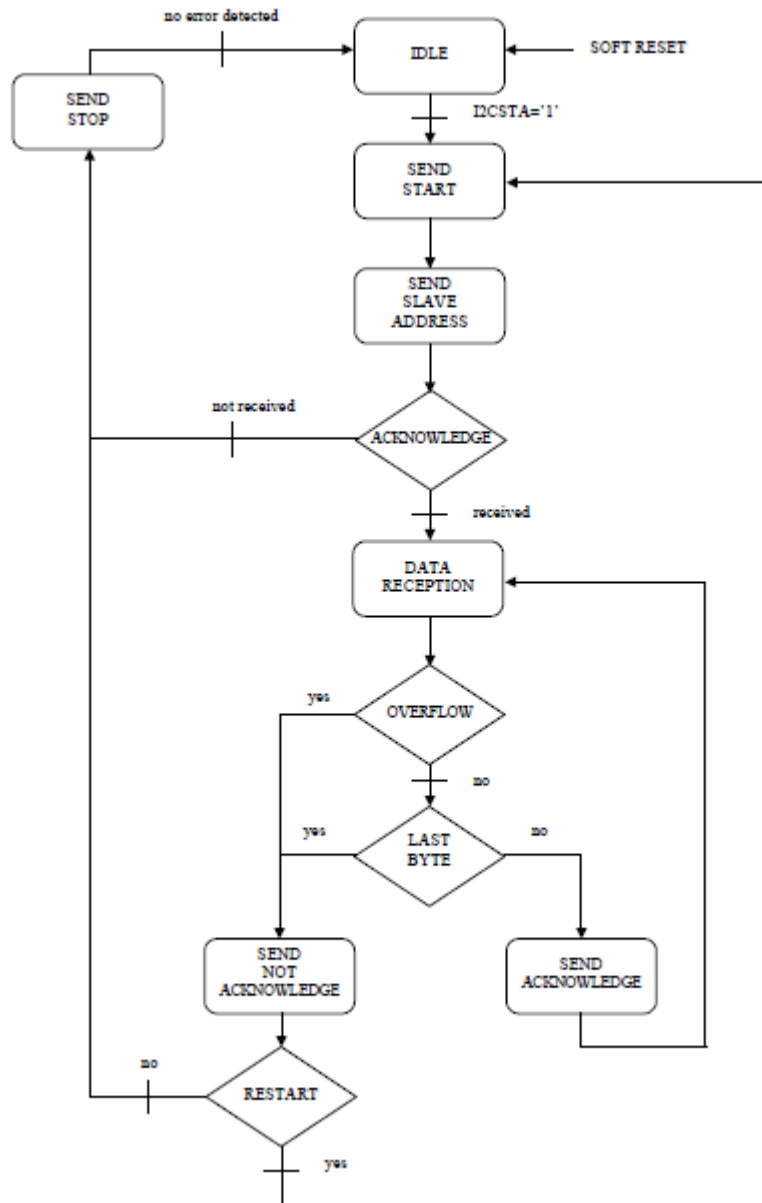 no error detected
IDLE
SOFT RESET
SEND
STOP
I2CSTA='1'
SEND
START
SEND
SLAVE
ADDRESS
not received
ACKNOWLEDGE
received
DATA
RECEPTION
yes
OVERFLOW
no
yes
LAST
BYTE
no
SEND
NOT
ACKNOWLEDGE
SEND
ACKNOWLEDGE
no
RESTART
yes